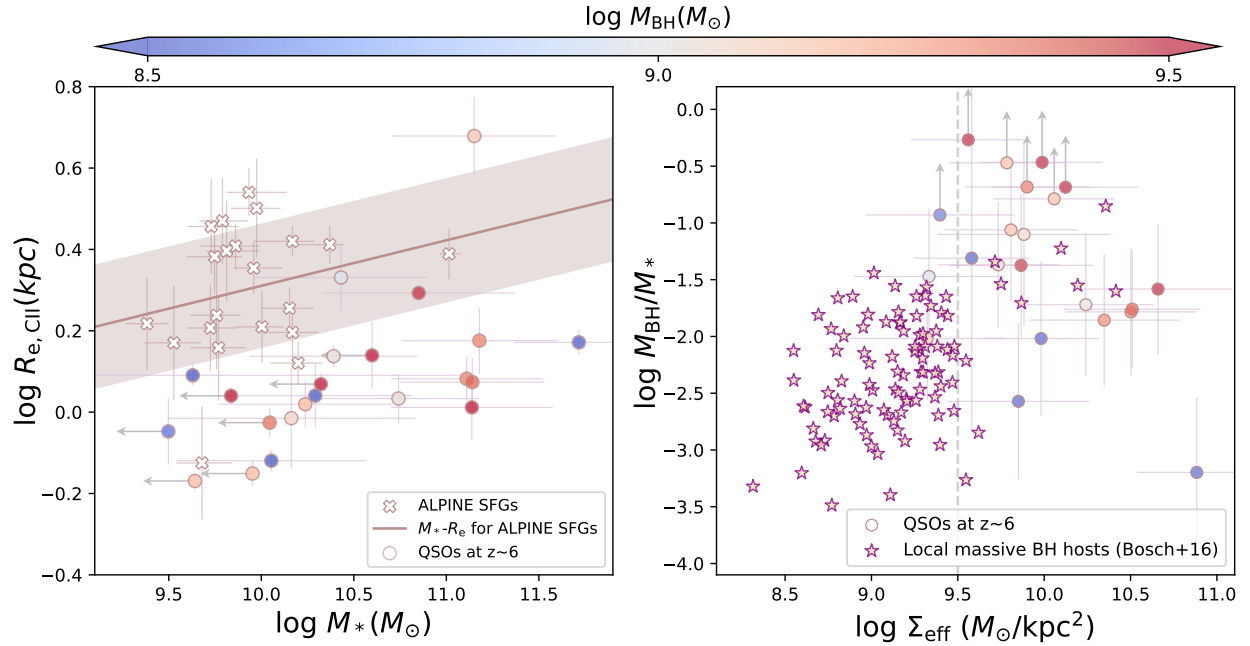 log M_BH(M_⊙)
8.5 9.0 9.5
0.8
0.6
0.4
0.2
0.0
−0.2
−0.4
log R_e, CII(kpc)
ALPINE SFGs
M_*-R_e for ALPINE SFGs
QSOs at z~6
9.5 10.0 10.5 11.0 11.5
log M_*(M_⊙)
0.0
−0.5
−1.0
−1.5
−2.0
−2.5
−3.0
−3.5
−4.0
log M_BH/M_*
QSOs at z~6
Local massive BH hosts (Bosch+16)
8.5 9.0 9.5 10.0 10.5 11.0
log Σ_eff (M_⊙/kpc²)